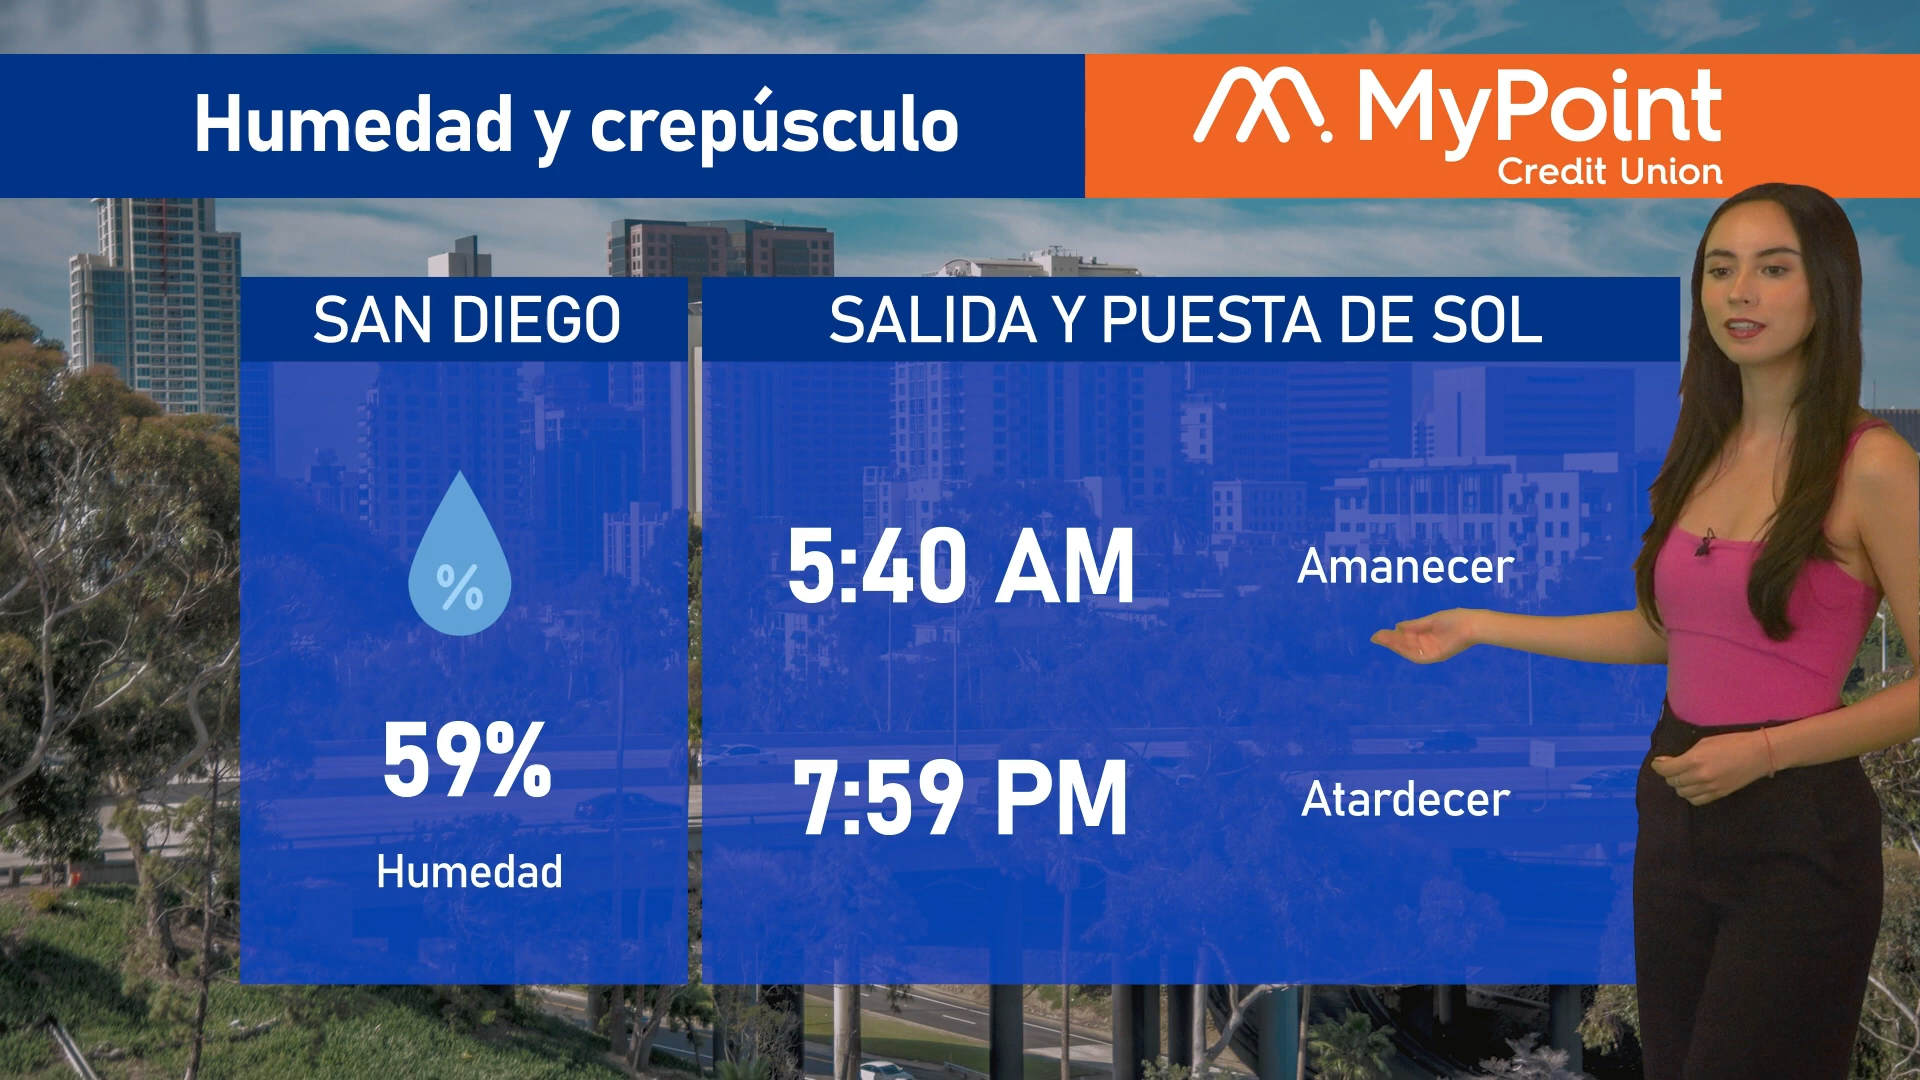 Humedad y crepúsculo
MyPoint
Credit Union
SAN DIEGO
%
59%
Humedad
SALIDA Y PUESTA DE SOL
5:40 AM Amanecer
7:59 PM Atardecer